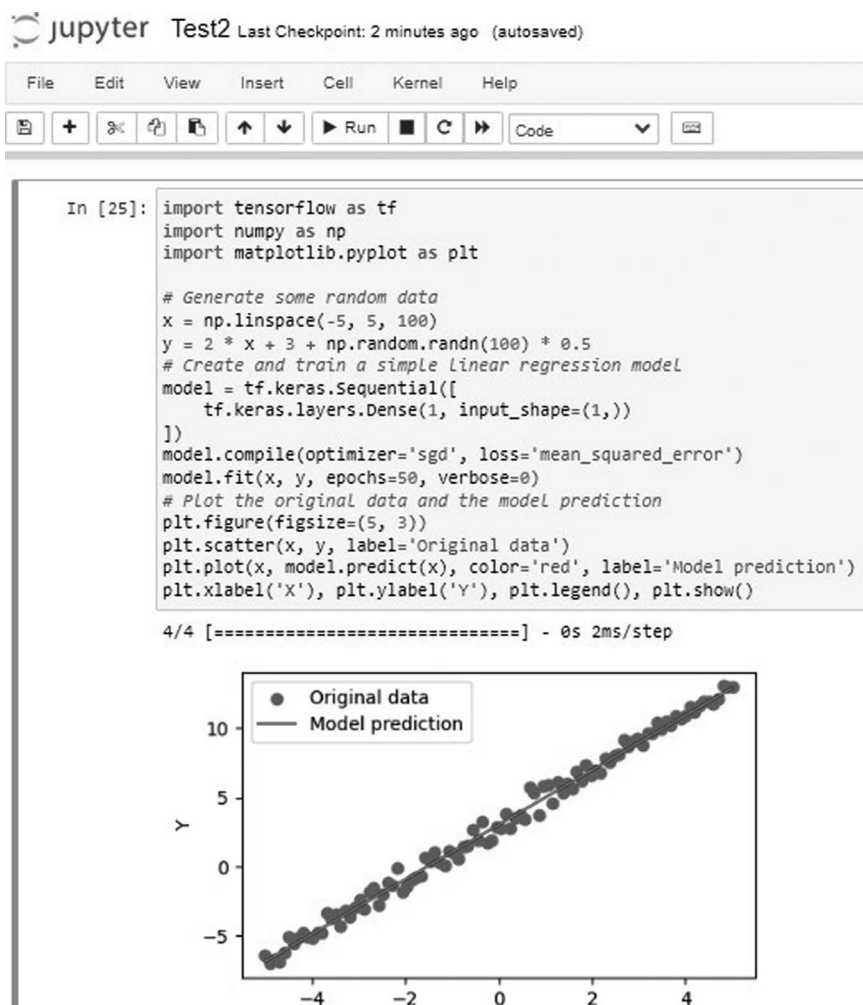 jupyter Test2 Last Checkpoint: 2 minutes ago (autosaved)
File Edit View Insert Cell Kernel Help
Run Code
In [25]: import tensorflow as tf
import numpy as np
import matplotlib.pyplot as plt
# Generate some random data
x = np.linspace(-5, 5, 100)
y = 2 * x + 3 + np.random.randn(100) * 0.5
# Create and train a simple linear regression model
model = tf.keras.Sequential([
    tf.keras.layers.Dense(1, input_shape=(1,))
])
model.compile(optimizer='sgd', loss='mean_squared_error')
model.fit(x, y, epochs=50, verbose=0)
# Plot the original data and the model prediction
plt.figure(figsize=(5, 3))
plt.scatter(x, y, label='Original data')
plt.plot(x, model.predict(x), color='red', label='Model prediction')
plt.xlabel('X'), plt.ylabel('Y'), plt.legend(), plt.show()
4/4 [==============================] - 0s 2ms/step
Original data
Model prediction
10
5
Y
0
−5
−4 −2 0 2 4